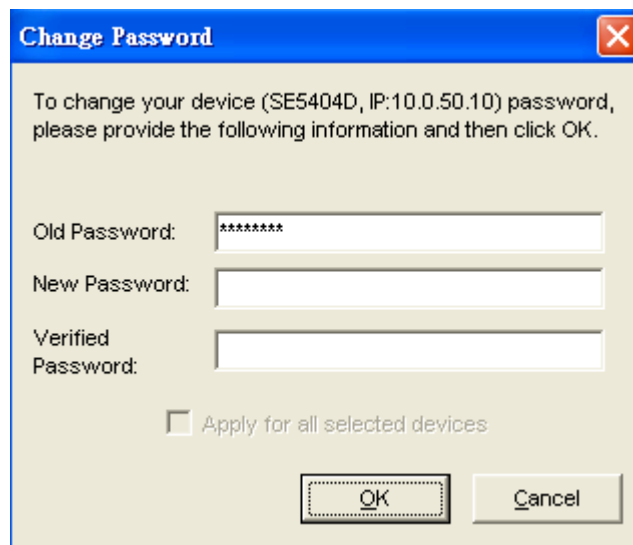 Change Password
To change your device (SE5404D, IP:10.0.50.10) password,
please provide the following information and then click OK.
Old Password: ********
New Password:
Verified
Password:
Apply for all selected devices
OK Cancel